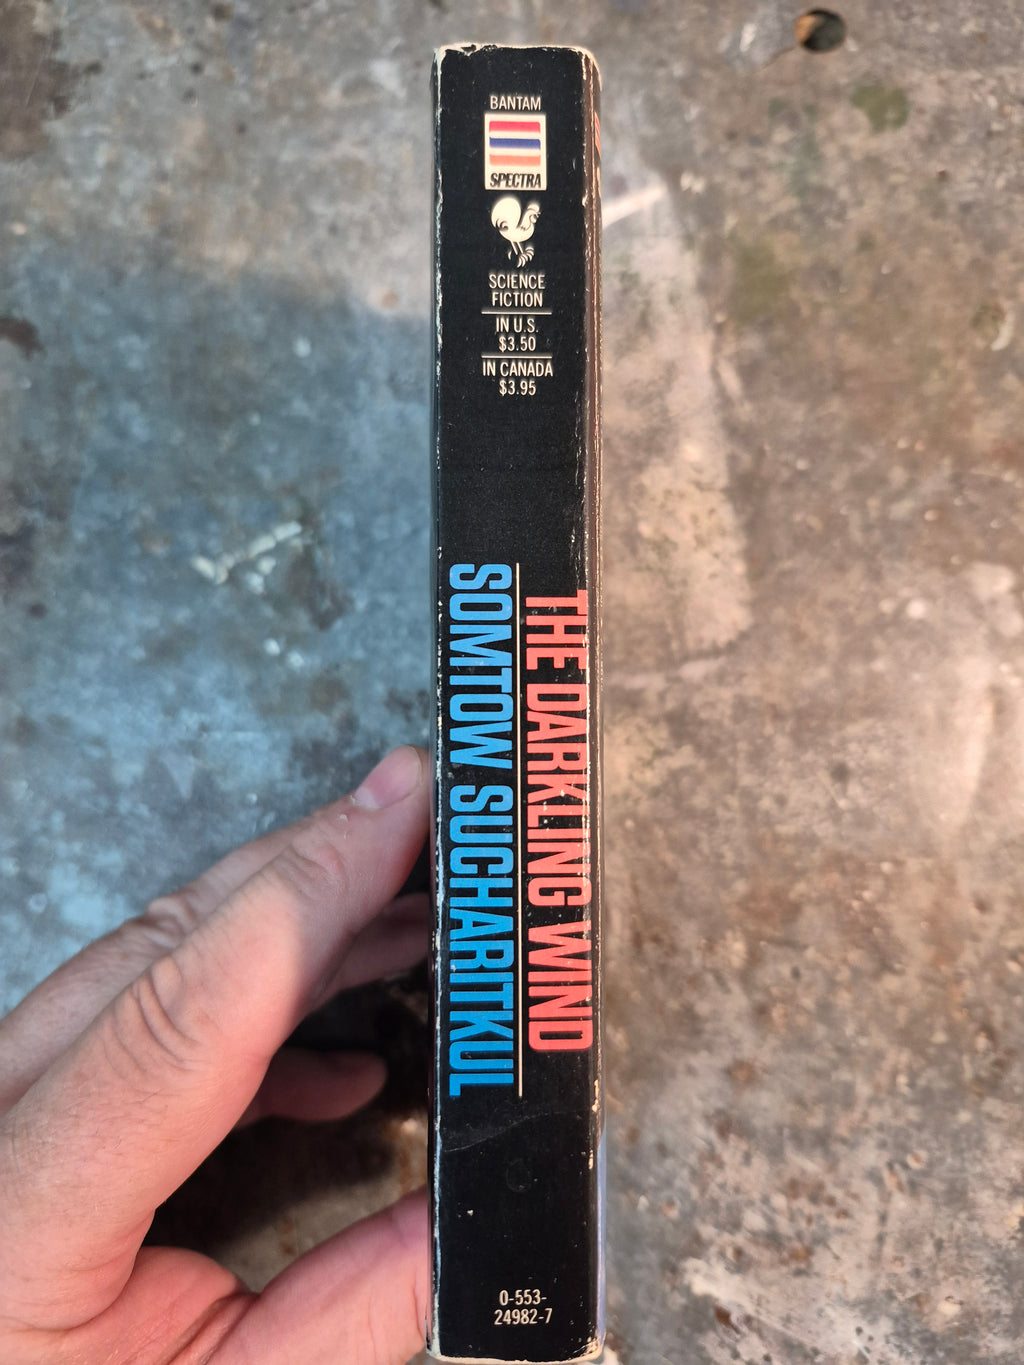 BANTAM
SPECTRA
SCIENCE
FICTION
IN U.S.
$3.50
IN CANADA
$3.95
THE DARKLING WIND
SOMTOW SUCHARITKUL
0-553-
24982-7